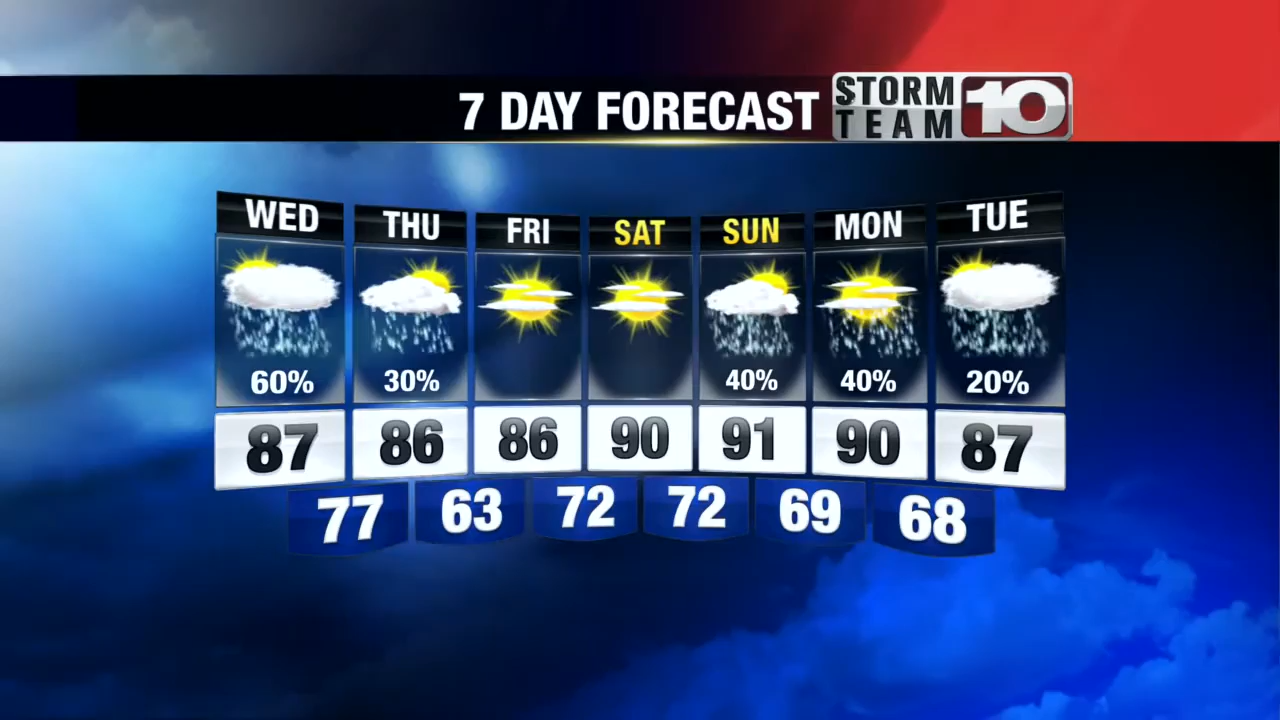 7 DAY FORECAST STORM TEAM 10
WED THU FRI SAT SUN MON TUE
60% 30% 40% 40% 20%
87 86 86 90 91 90 87
77 63 72 72 69 68